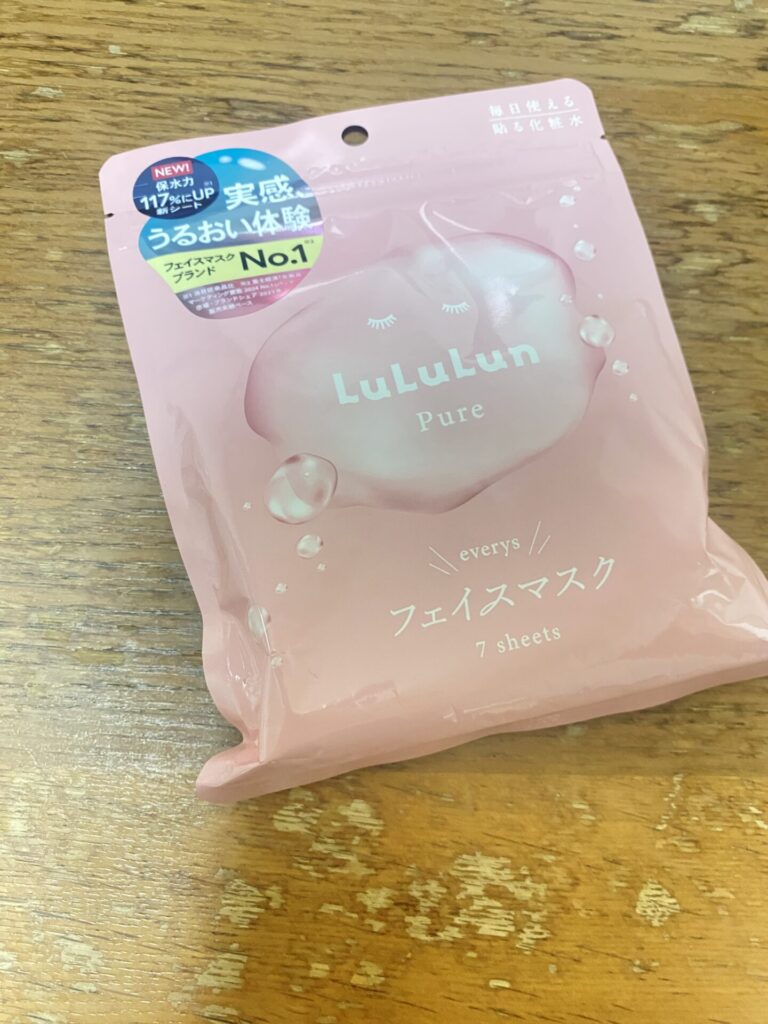 毎日使える
貼る化粧水
NEW!
保水力
117%にUP
新シート
実感、
うるおい体験
フェイスマスク
ブランド
No.1
LuLuLun
Pure
everys
フェイスマスク
7 sheets